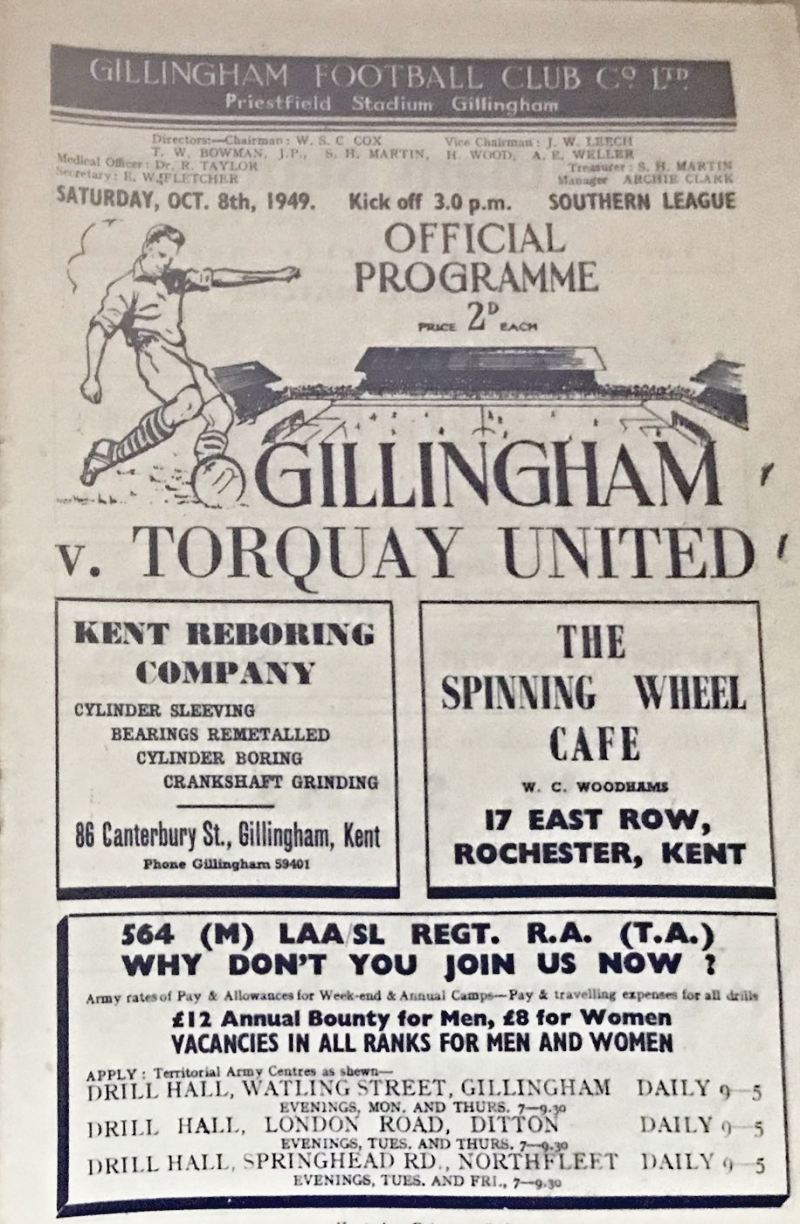 GILLINGHAM FOOTBALL CLUB Cº LTD.
Priestfield Stadium Gillingham
Directors:—Chairman: W. S. C COX Vice Chairman: J. W. LEECH
T. W. BOWMAN, J.P., S. H. MARTIN, H. WOOD, A. E. WELLER
Medical Officer: Dr. R. TAYLOR Treasurer: S. H. MARTIN
Secretary: E. W. FLETCHER Manager ARCHIE CLARK
SATURDAY, OCT. 8th, 1949. Kick off 3.0 p.m. SOUTHERN LEAGUE
OFFICIAL
PROGRAMME
PRICE 2D EACH
GILLINGHAM
v. TORQUAY UNITED
KENT REBORING
COMPANY
CYLINDER SLEEVING
BEARINGS REMETALLED
CYLINDER BORING
CRANKSHAFT GRINDING
86 Canterbury St., Gillingham, Kent
Phone Gillingham 59401
THE
SPINNING WHEEL
CAFE
W. C. WOODHAMS
17 EAST ROW,
ROCHESTER, KENT
564 (M) LAA/SL REGT. R.A. (T.A.)
WHY DON'T YOU JOIN US NOW ?
Army rates of Pay & Allowances for Week-end & Annual Camps—Pay & travelling expenses for all drills
£12 Annual Bounty for Men, £8 for Women
VACANCIES IN ALL RANKS FOR MEN AND WOMEN
APPLY : Territorial Army Centres as shewn—
DRILL HALL, WATLING STREET, GILLINGHAM DAILY 9—5
EVENINGS, MON. AND THURS. 7—9.30
DRILL HALL, LONDON ROAD, DITTON DAILY 9—5
EVENINGS, TUES. AND THURS. 7—9.30
DRILL HALL, SPRINGHEAD RD., NORTHFLEET DAILY 9—5
EVENINGS, TUES. AND FRI., 7—9.30